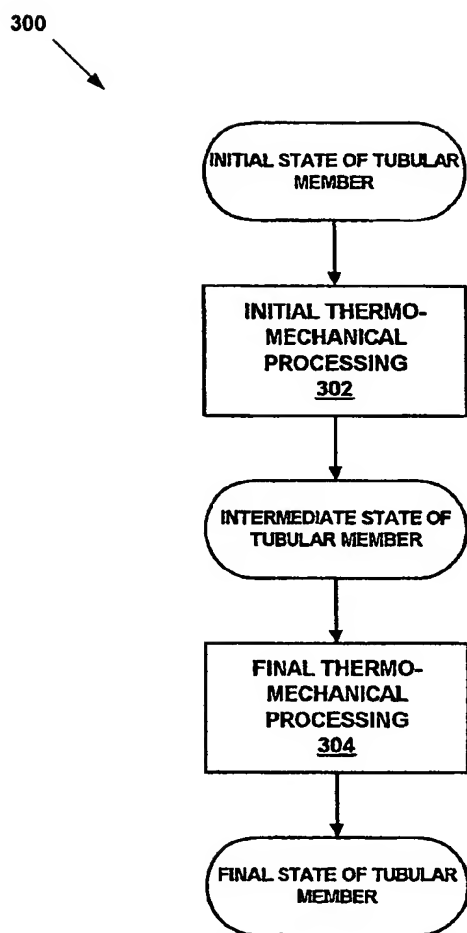 300
INITIAL STATE OF TUBULAR
MEMBER
INITIAL THERMO-
MECHANICAL
PROCESSING
302
INTERMEDIATE STATE OF
TUBULAR MEMBER
FINAL THERMO-
MECHANICAL
PROCESSING
304
FINAL STATE OF TUBULAR
MEMBER